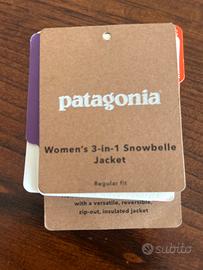 patagonia
Women's 3-in-1 Snowbelle
Jacket
Regular fit
with a versatile, reversible,
zip-out, insulated jacket
subito